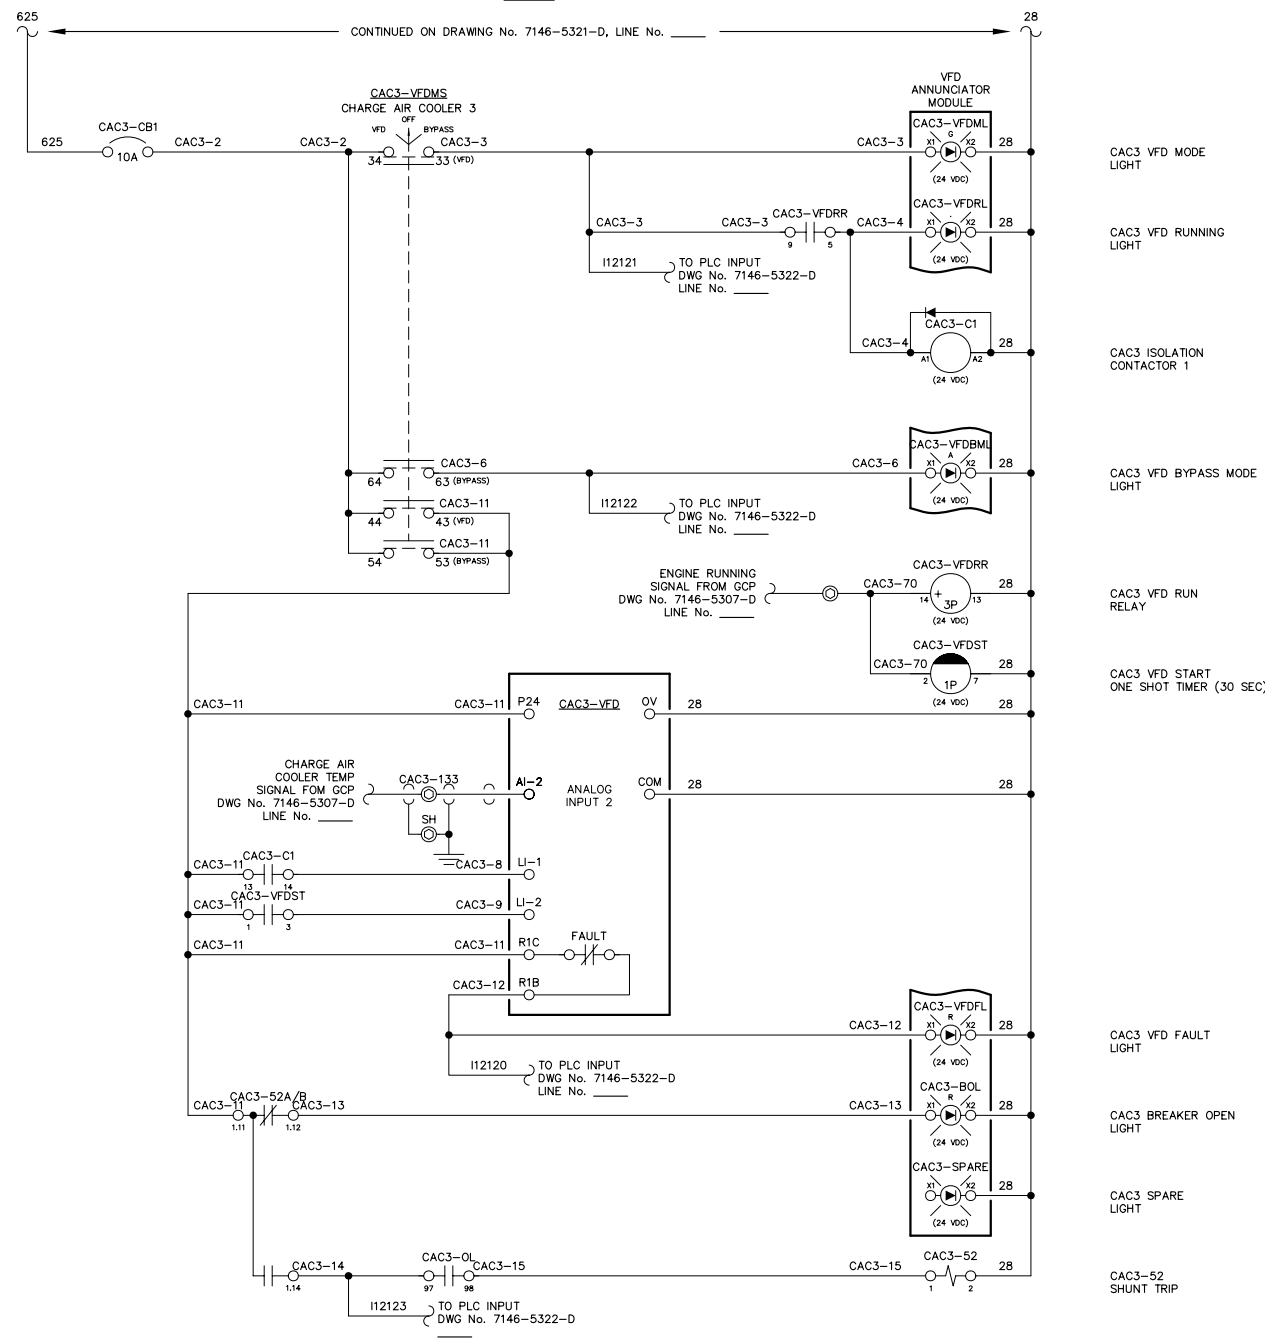 625
28
CONTINUED ON DRAWING No. 7146-5321-D, LINE No. _____
CAC3-VFDMS
CHARGE AIR COOLER 3
OFF
VFD
BYPASS
VFD
ANNUNCIATOR
MODULE
625
CAC3-CB1
10A
CAC3-2
CAC3-2
34
33 (VFD)
CAC3-3
CAC3-3
CAC3-VFDML
G
X1
X2
(24 VDC)
28
CAC3 VFD MODE
LIGHT
CAC3-3
CAC3-3
CAC3-VFDRR
9
5
CAC3-4
CAC3-VFDRL
X1
X2
(24 VDC)
28
CAC3 VFD RUNNING
LIGHT
I12121
TO PLC INPUT
DWG No. 7146-5322-D
LINE No. _____
CAC3-4
CAC3-C1
A1
A2
(24 VDC)
28
CAC3 ISOLATION
CONTACTOR 1
64
63 (BYPASS)
CAC3-6
CAC3-6
CAC3-VFDBML
A
X1
X2
(24 VDC)
28
CAC3 VFD BYPASS MODE
LIGHT
44
43 (VFD)
CAC3-11
I12122
TO PLC INPUT
DWG No. 7146-5322-D
LINE No. _____
54
53 (BYPASS)
CAC3-11
ENGINE RUNNING
SIGNAL FROM GCP
DWG No. 7146-5307-D
LINE No. _____
CAC3-70
CAC3-VFDRR
14
+
3P
13
(24 VDC)
28
CAC3 VFD RUN
RELAY
CAC3-70
CAC3-VFDST
2
1P
7
(24 VDC)
28
CAC3 VFD START
ONE SHOT TIMER (30 SEC)
CAC3-11
CAC3-11
P24
CAC3-VFD
OV
28
28
CHARGE AIR
COOLER TEMP
SIGNAL FOM GCP
DWG No. 7146-5307-D
LINE No. _____
CAC3-133
SH
AI-2
ANALOG
INPUT 2
COM
28
28
CAC3-11
CAC3-C1
13
14
CAC3-8
LI-1
CAC3-11
CAC3-VFDST
1
3
CAC3-9
LI-2
CAC3-11
CAC3-11
R1C
FAULT
CAC3-12
R1B
CAC3-12
CAC3-VFDFL
R
X1
X2
(24 VDC)
28
CAC3 VFD FAULT
LIGHT
I12120
TO PLC INPUT
DWG No. 7146-5322-D
LINE No. _____
CAC3-11
CAC3-52A/B
1.11
1.12
CAC3-13
CAC3-13
CAC3-BOL
R
X1
X2
(24 VDC)
28
CAC3 BREAKER OPEN
LIGHT
CAC3-SPARE
X1
X2
(24 VDC)
28
CAC3 SPARE
LIGHT
1.14
CAC3-14
CAC3-OL
97
98
CAC3-15
CAC3-15
CAC3-52
1
2
28
CAC3-52
SHUNT TRIP
I12123
TO PLC INPUT
DWG No. 7146-5322-D
_____